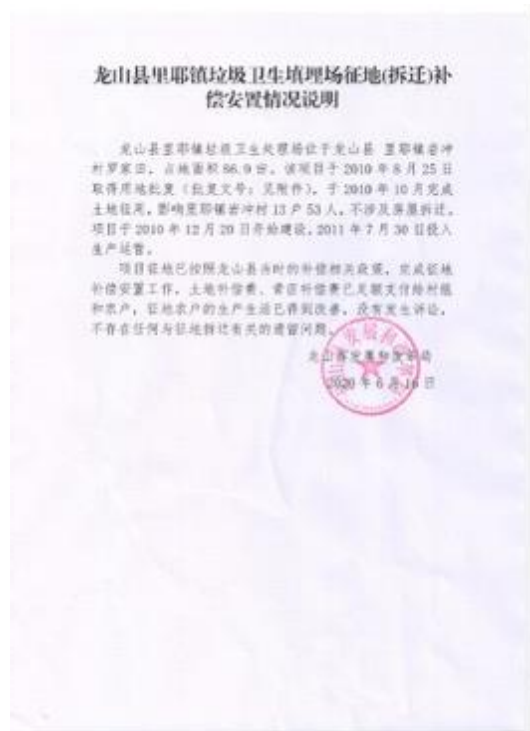 龙山县里耶镇垃圾卫生填埋场征地(拆迁)补
偿安置情况说明
龙山县里耶镇垃圾卫生处理场位于龙山县 里耶镇岩冲
村罗家田，占地面积86.9亩，该项目于2010年8月25日
取得用地批复（批复文号：见附件），于2010年10月完成
土地征用，影响里耶镇岩冲村13户53人，不涉及房屋拆迁。
项目于2010年12月20日开始建设，2011年7月30日投入
生产运营。
项目征地已按照龙山县当时的补偿相关政策，完成征地
补偿安置工作，土地补偿费、青苗补偿费已足额支付给村组
和农户，征地农户的生产生活已得到改善，没有发生诉讼，
不存在任何与征地拆迁有关的遗留问题。
龙山县发展和改革局
2020年6月16日